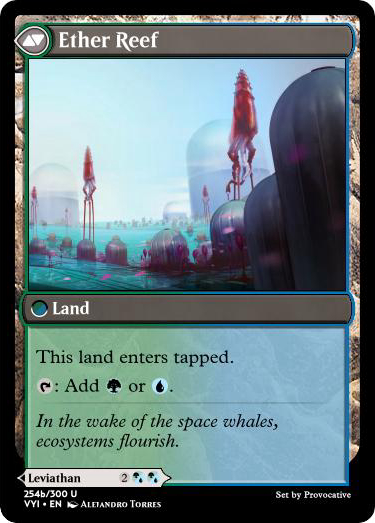 Ether Reef
Land
This land enters tapped.
: Add or .
In the wake of the space whales,
ecosystems flourish.
Leviathan 2
254b/300 U
VYI • EN Alejandro Torres
Set by Provocative